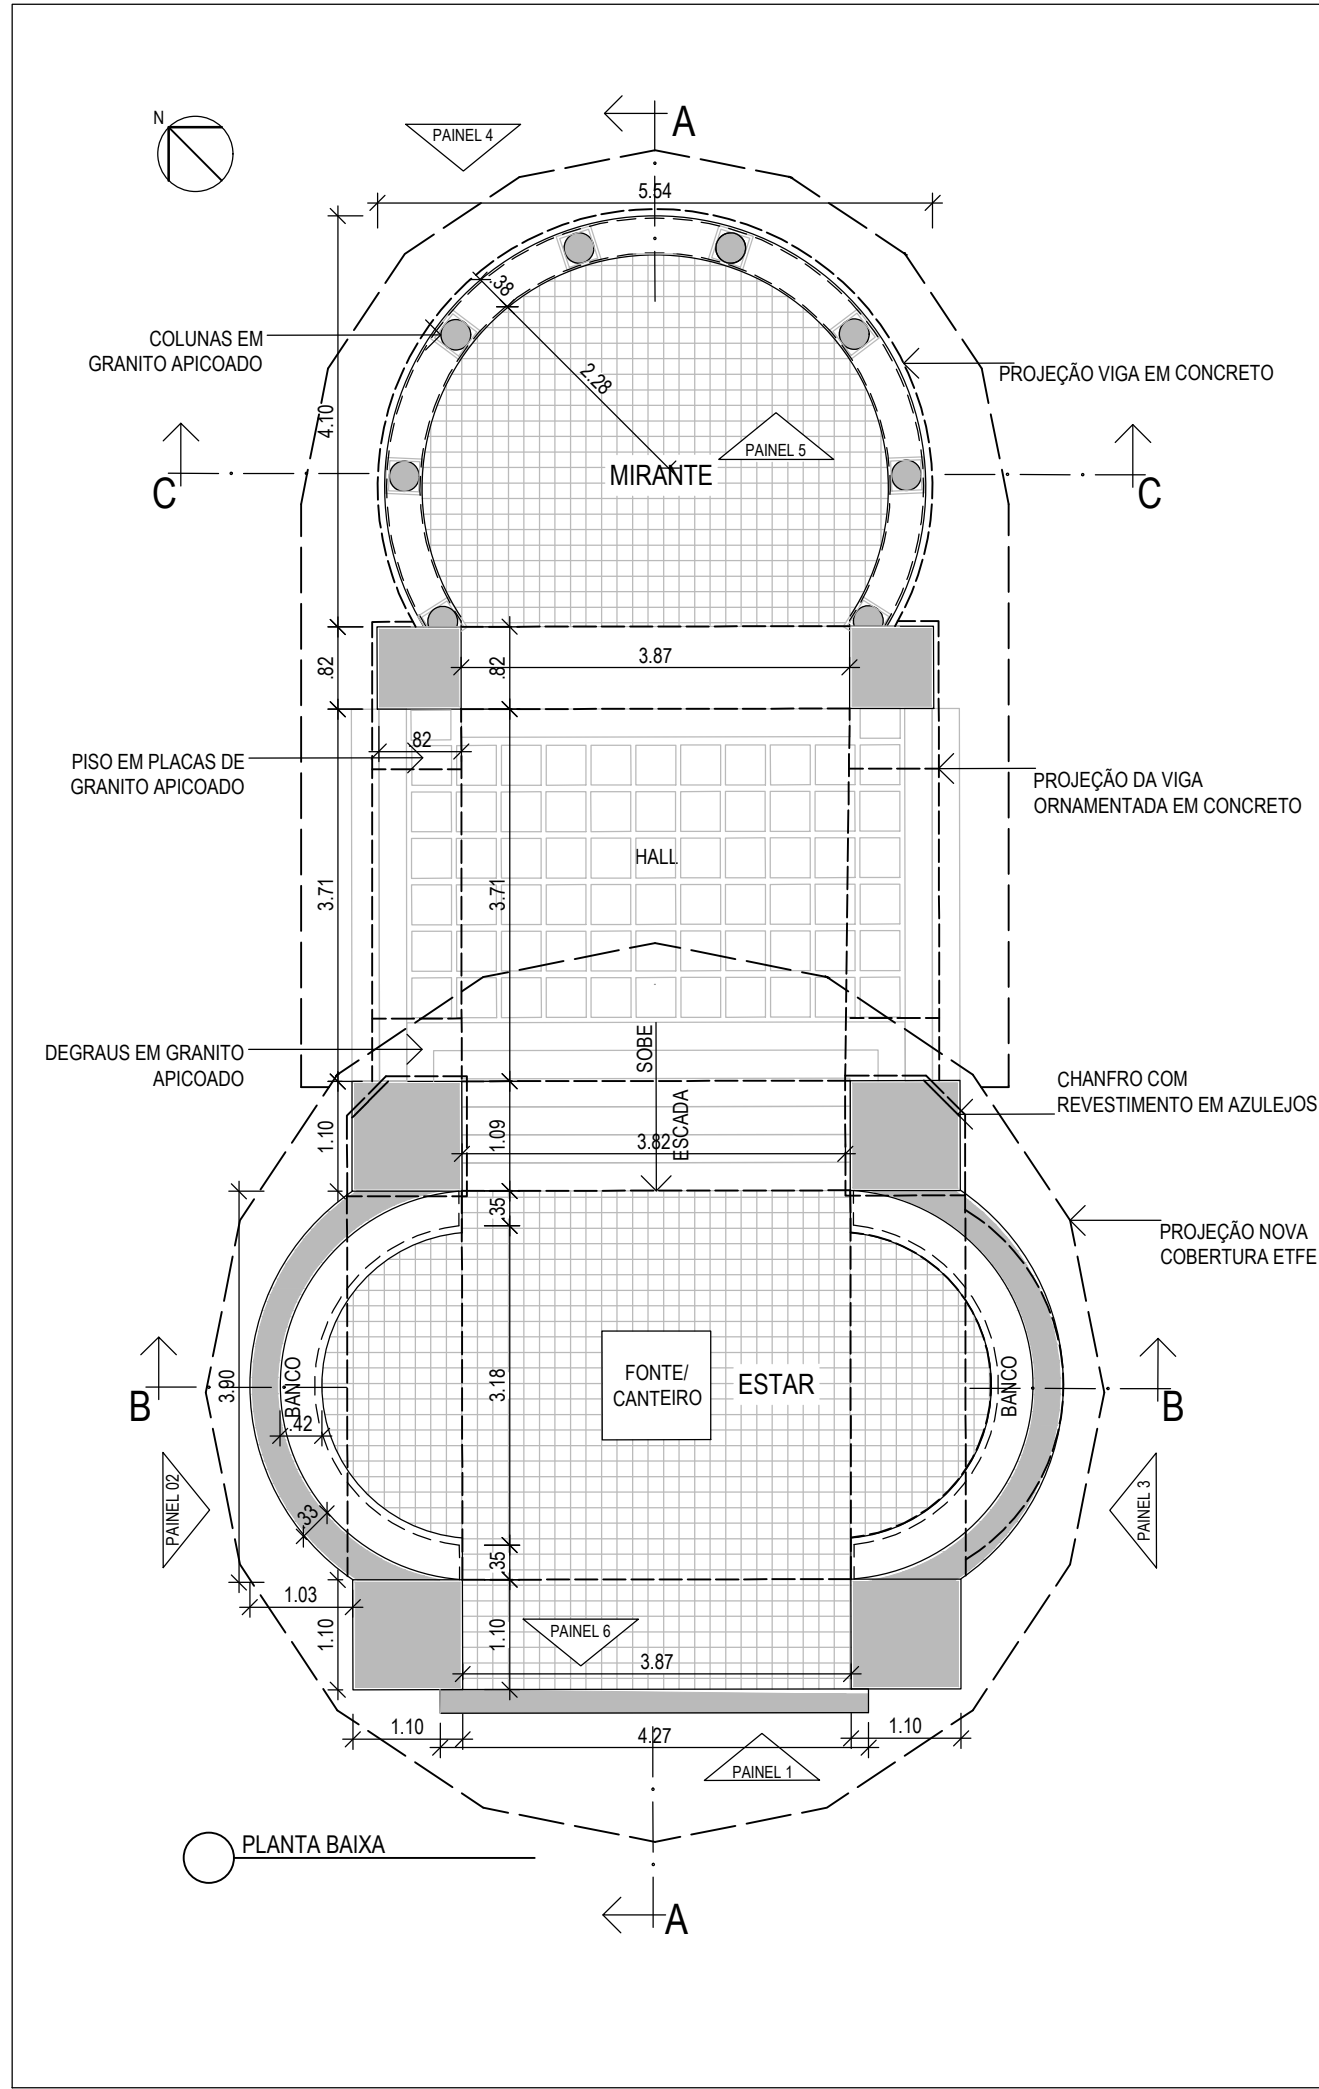 A
N
PAINEL 4
5.54
.38
COLUNAS EM
GRANITO APICOADO
PROJEÇÃO VIGA EM CONCRETO
2.28
4.10
PAINEL 5
MIRANTE
C
C
.82
.82
3.87
.82
PISO EM PLACAS DE
GRANITO APICOADO
PROJEÇÃO DA VIGA
ORNAMENTADA EM CONCRETO
HALL
3.71
3.71
SOBE
DEGRAUS EM GRANITO
APICOADO
CHANFRO COM
REVESTIMENTO EM AZULEJOS
1.10
1.09
ESCADA
3.82
.35
PROJEÇÃO NOVA
COBERTURA ETFE
3.90
BANCO
3.18
FONTE/
CANTEIRO
ESTAR
BANCO
B
B
.42
PAINEL 02
PAINEL 3
.33
.35
1.03
1.10
1.10
PAINEL 6
3.87
1.10
4.27
1.10
PAINEL 1
PLANTA BAIXA
A